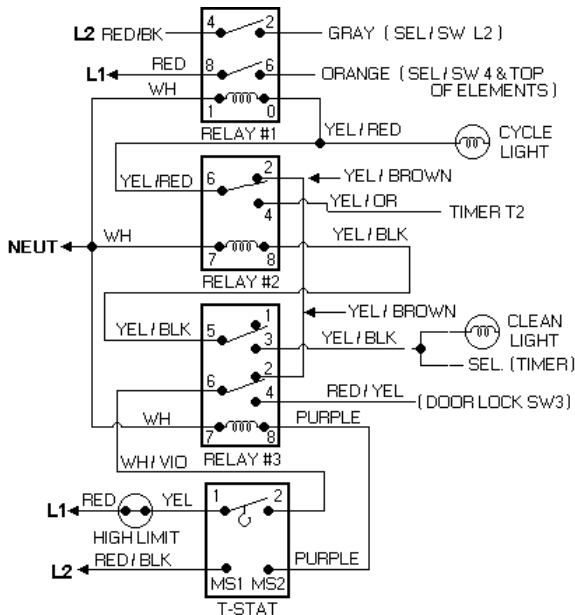 4 2
L2 RED/BK GRAY (SEL/SW L2)
8 6
L1 RED ORANGE (SEL/SW 4 & TOP
OF ELEMENTS)
WH
1 0
RELAY #1
YEL/RED
CYCLE
LIGHT
YEL/RED 6 2 YEL/BROWN
4 YEL/OR
TIMER T2
NEUT WH
YEL/BLK
7 8
RELAY #2
YEL/BROWN
1
YEL/BLK 5 3 YEL/BLK
CLEAN
LIGHT
SEL. (TIMER)
6 2
4 RED/YEL
(DOOR LOCK SW3)
WH 7 8 PURPLE
RELAY #3
WH/VIO
L1 RED YEL 1 2
HIGH LIMIT
L2 RED/BLK PURPLE
MS1 MS2
T-STAT